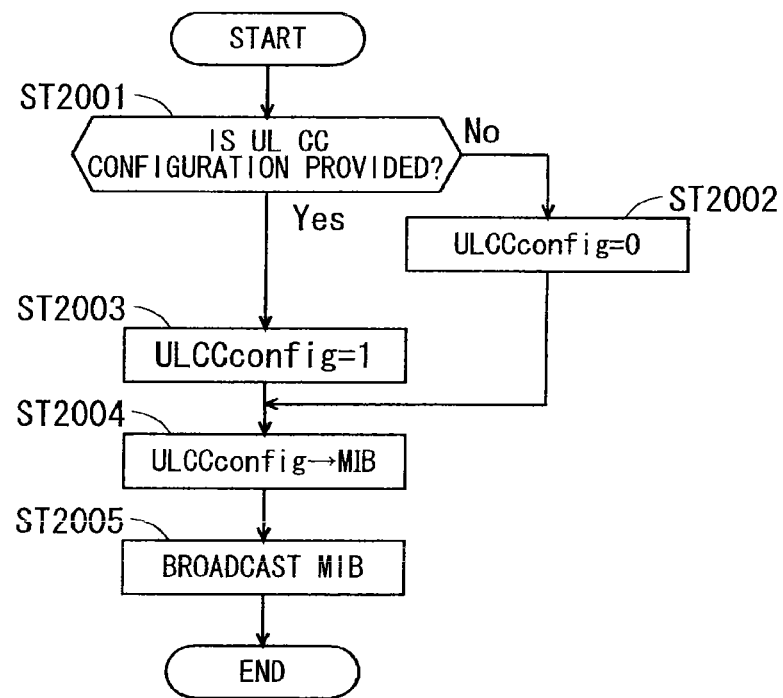 START
ST2001
IS UL CC
CONFIGURATION PROVIDED?
No
Yes
ST2002
ULCCconfig=0
ST2003
ULCCconfig=1
ST2004
ULCCconfig→MIB
ST2005
BROADCAST MIB
END